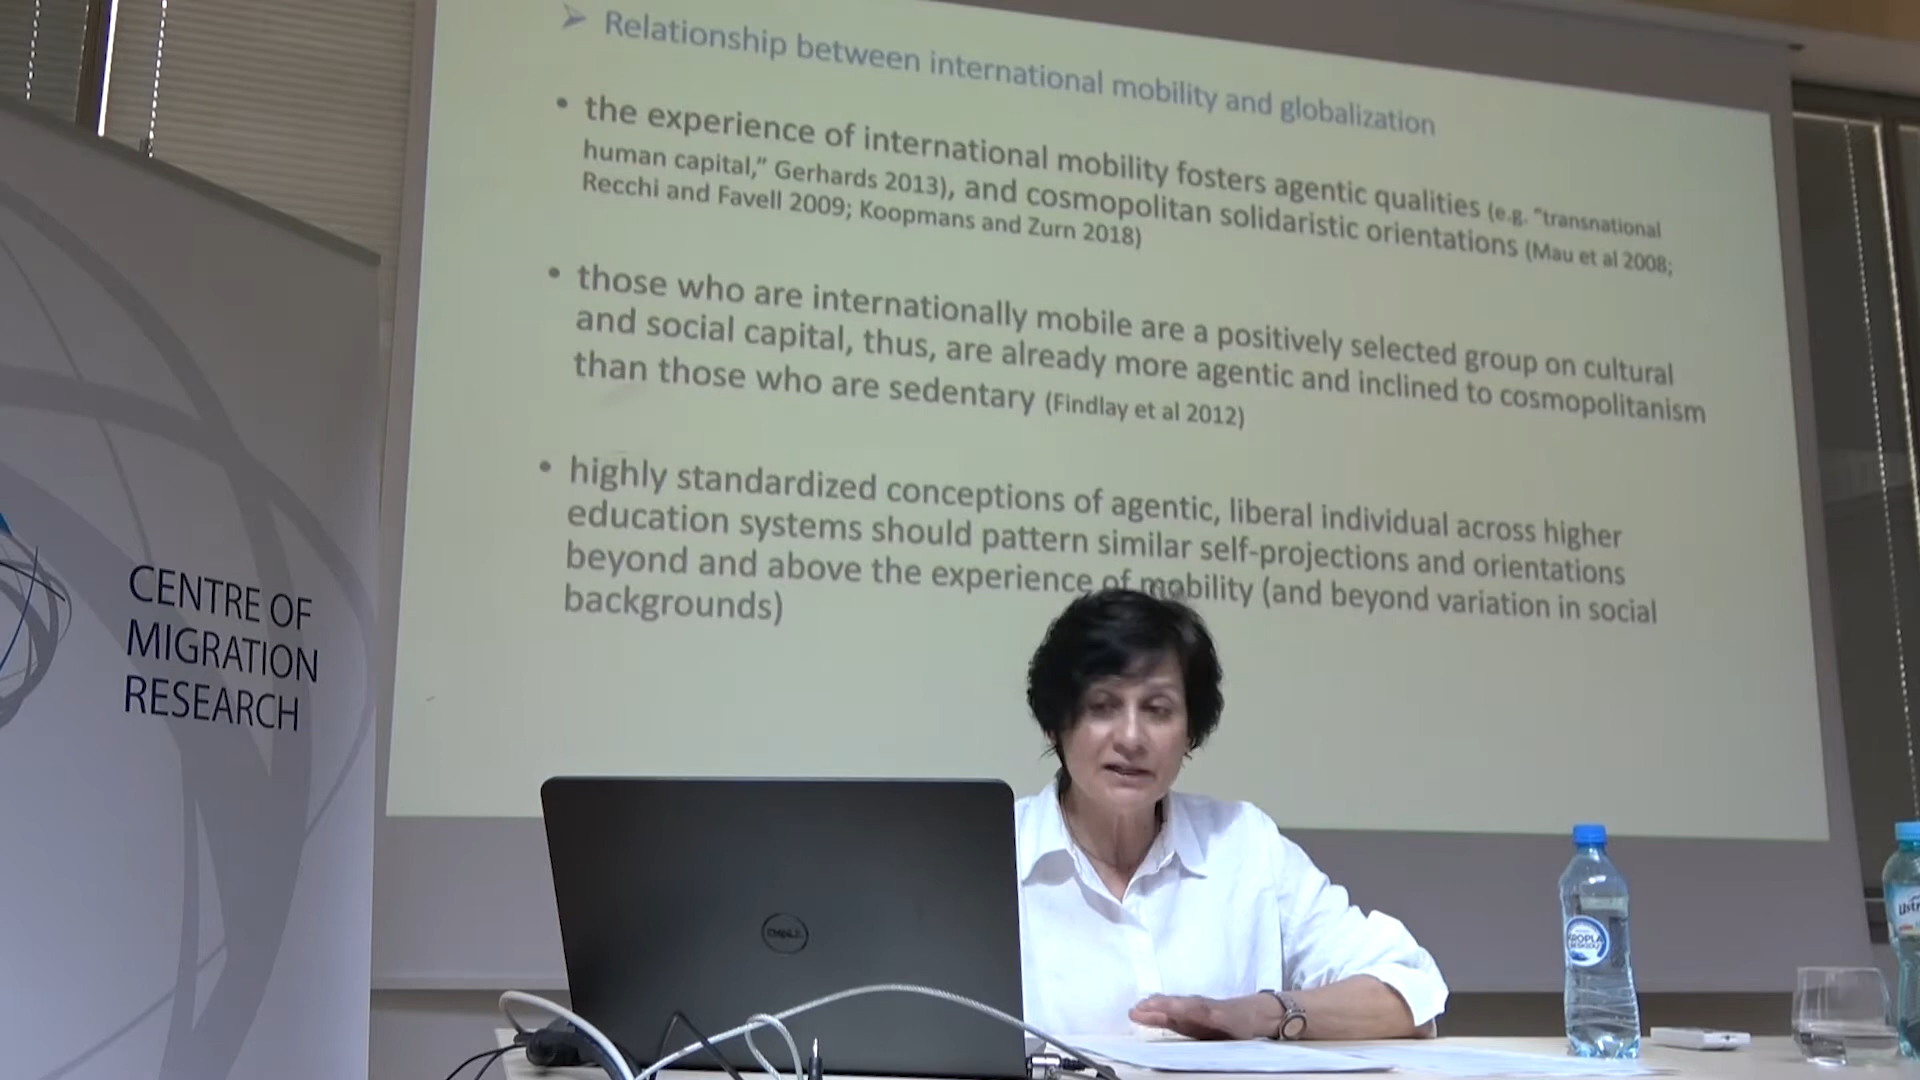 Relationship between international mobility and globalization
• the experience of international mobility fosters agentic qualities (e.g. "transnational
human capital," Gerhards 2013), and cosmopolitan solidaristic orientations (Mau et al 2008;
Recchi and Favell 2009; Koopmans and Zurn 2018)
• those who are internationally mobile are a positively selected group on cultural
and social capital, thus, are already more agentic and inclined to cosmopolitanism
than those who are sedentary (Findlay et al 2012)
• highly standardized conceptions of agentic, liberal individual across higher
education systems should pattern similar self-projections and orientations
beyond and above the experience of mobility (and beyond variation in social
backgrounds)
CENTRE OF
MIGRATION
RESEARCH
DELL
KROPLA
BESKIDU